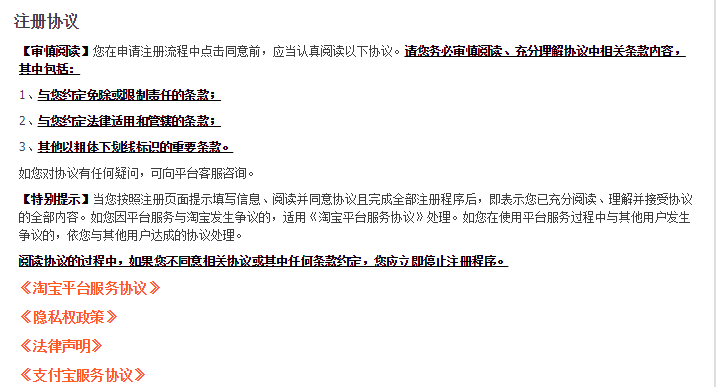 注册协议
【审慎阅读】您在申请注册流程中点击同意前，应当认真阅读以下协议。请您务必审慎阅读、充分理解协议中相关条款内容，
其中包括：
1、与您约定免除或限制责任的条款；
2、与您约定法律适用和管辖的条款；
3、其他以粗体下划线标识的重要条款。
如您对协议有任何疑问，可向平台客服咨询。
【特别提示】当您按照注册页面提示填写信息、阅读并同意协议且完成全部注册程序后，即表示您已充分阅读、理解并接受协议
的全部内容。如您因平台服务与淘宝发生争议的，适用《淘宝平台服务协议》处理。如您在使用平台服务过程中与其他用户发生
争议的，依您与其他用户达成的协议处理。
阅读协议的过程中，如果您不同意相关协议或其中任何条款约定，您应立即停止注册程序。
《淘宝平台服务协议》
《隐私权政策》
《法律声明》
《支付宝服务协议》